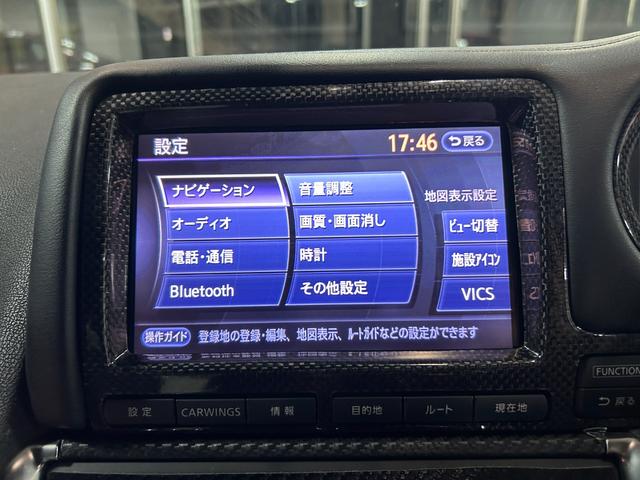 設定 17:46 戻る
ナビゲーション 音量調整 地図表示設定
オーディオ 画質・画面消し ビュー切替
電話・通信 時計 施設アイコン
Bluetooth その他設定 VICS
操作ガイド 登録地の登録・編集、地図表示、ルートガイドなどの設定ができます
FUNCTION
設定 CARWINGS 情報 目的地 ルート 現在地 戻る